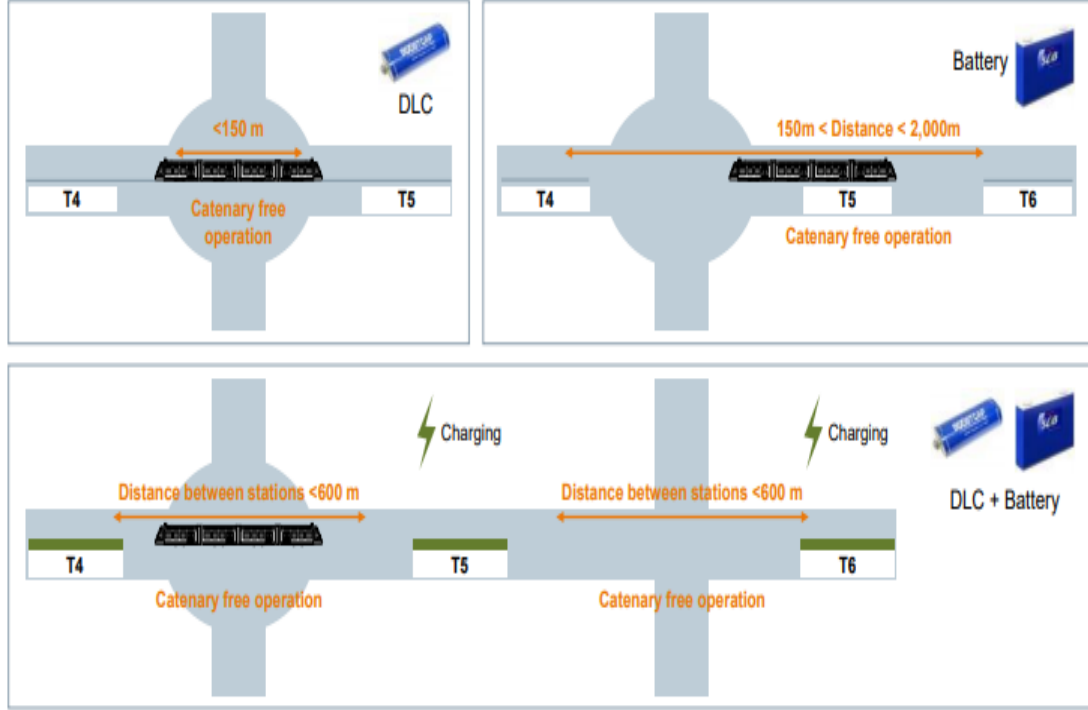 DLC
<150 m
T4
T5
Catenary free
operation
Battery
150m < Distance < 2,000m
T4
T5
T6
Catenary free operation
Charging
Charging
Distance between stations <600 m
Distance between stations <600 m
DLC + Battery
T4
T5
T6
Catenary free operation
Catenary free operation